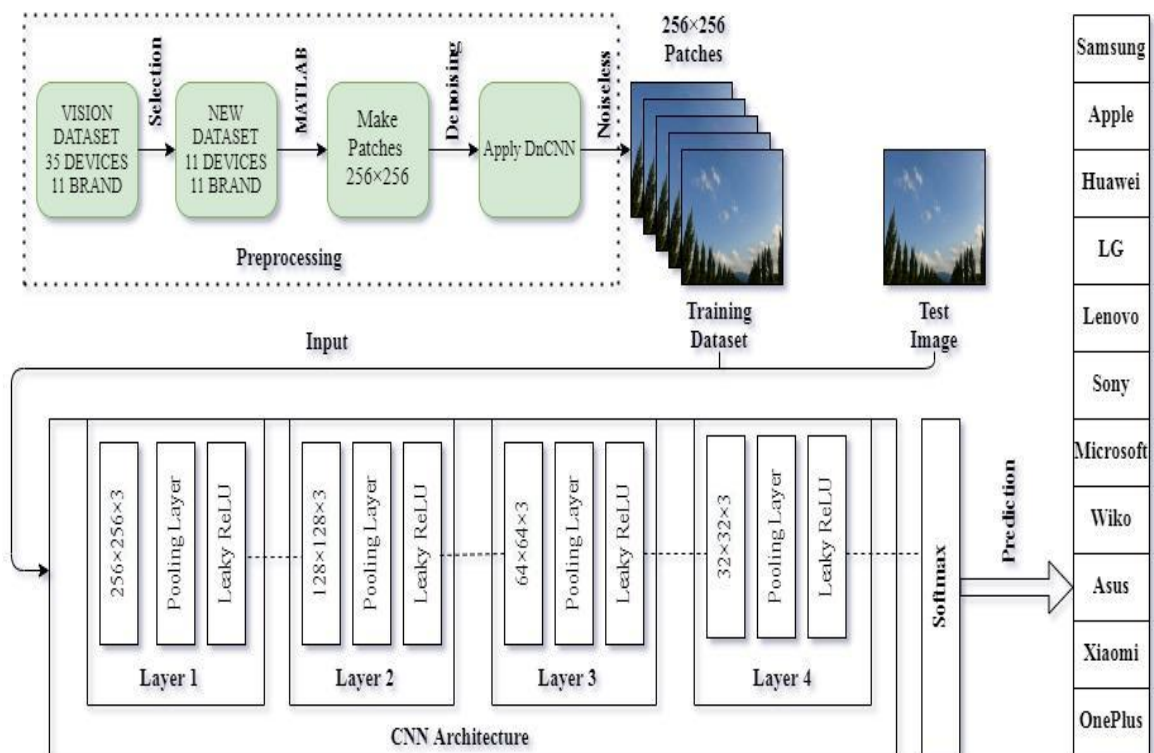 VISION
DATASET
35 DEVICES
11 BRAND
Selection
NEW
DATASET
11 DEVICES
11 BRAND
MATLAB
Make
Patches
256×256
Denoising
Apply DnCNN
Noiseless
Preprocessing
256×256
Patches
Training
Dataset
Test
Image
Input
256×256×3
Pooling Layer
Leaky ReLU
Layer 1
128×128×3
Pooling Layer
Leaky ReLU
Layer 2
64×64×3
Pooling Layer
Leaky ReLU
Layer 3
32×32×3
Pooling Layer
Leaky ReLU
Layer 4
CNN Architecture
Softmax
Prediction
Samsung
Apple
Huawei
LG
Lenovo
Sony
Microsoft
Wiko
Asus
Xiaomi
OnePlus